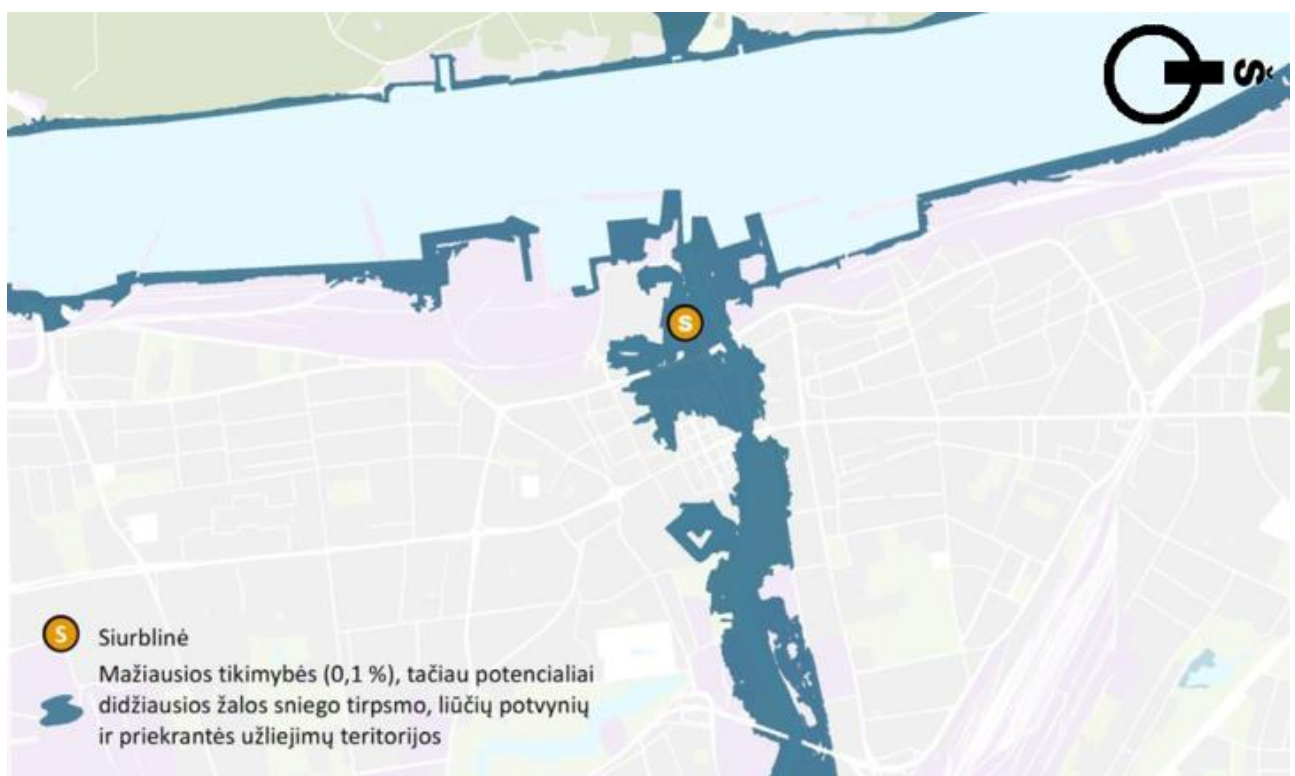 Š
S
S Siurblinė
Mažiausios tikimybės (0,1 %), tačiau potencialiai
didžiausios žalos sniego tirpsmo, liūčių potvynių
ir priekrantės užliejimų teritorijos